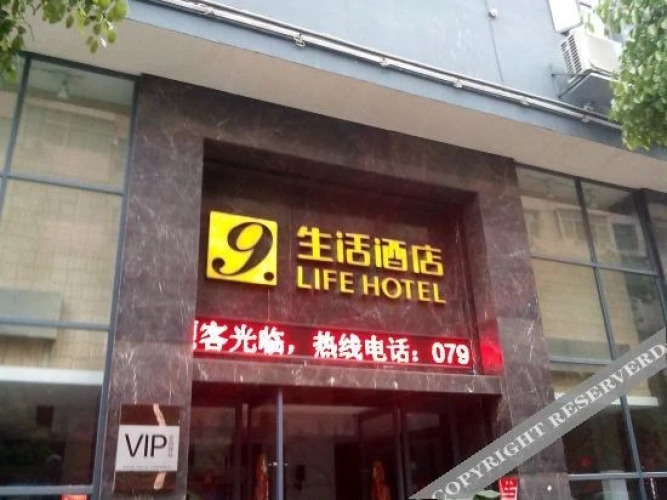 9.
生活酒店
LIFE HOTEL
客光临，热线电话：079
VIP
COPYRIGHT RESERVERD